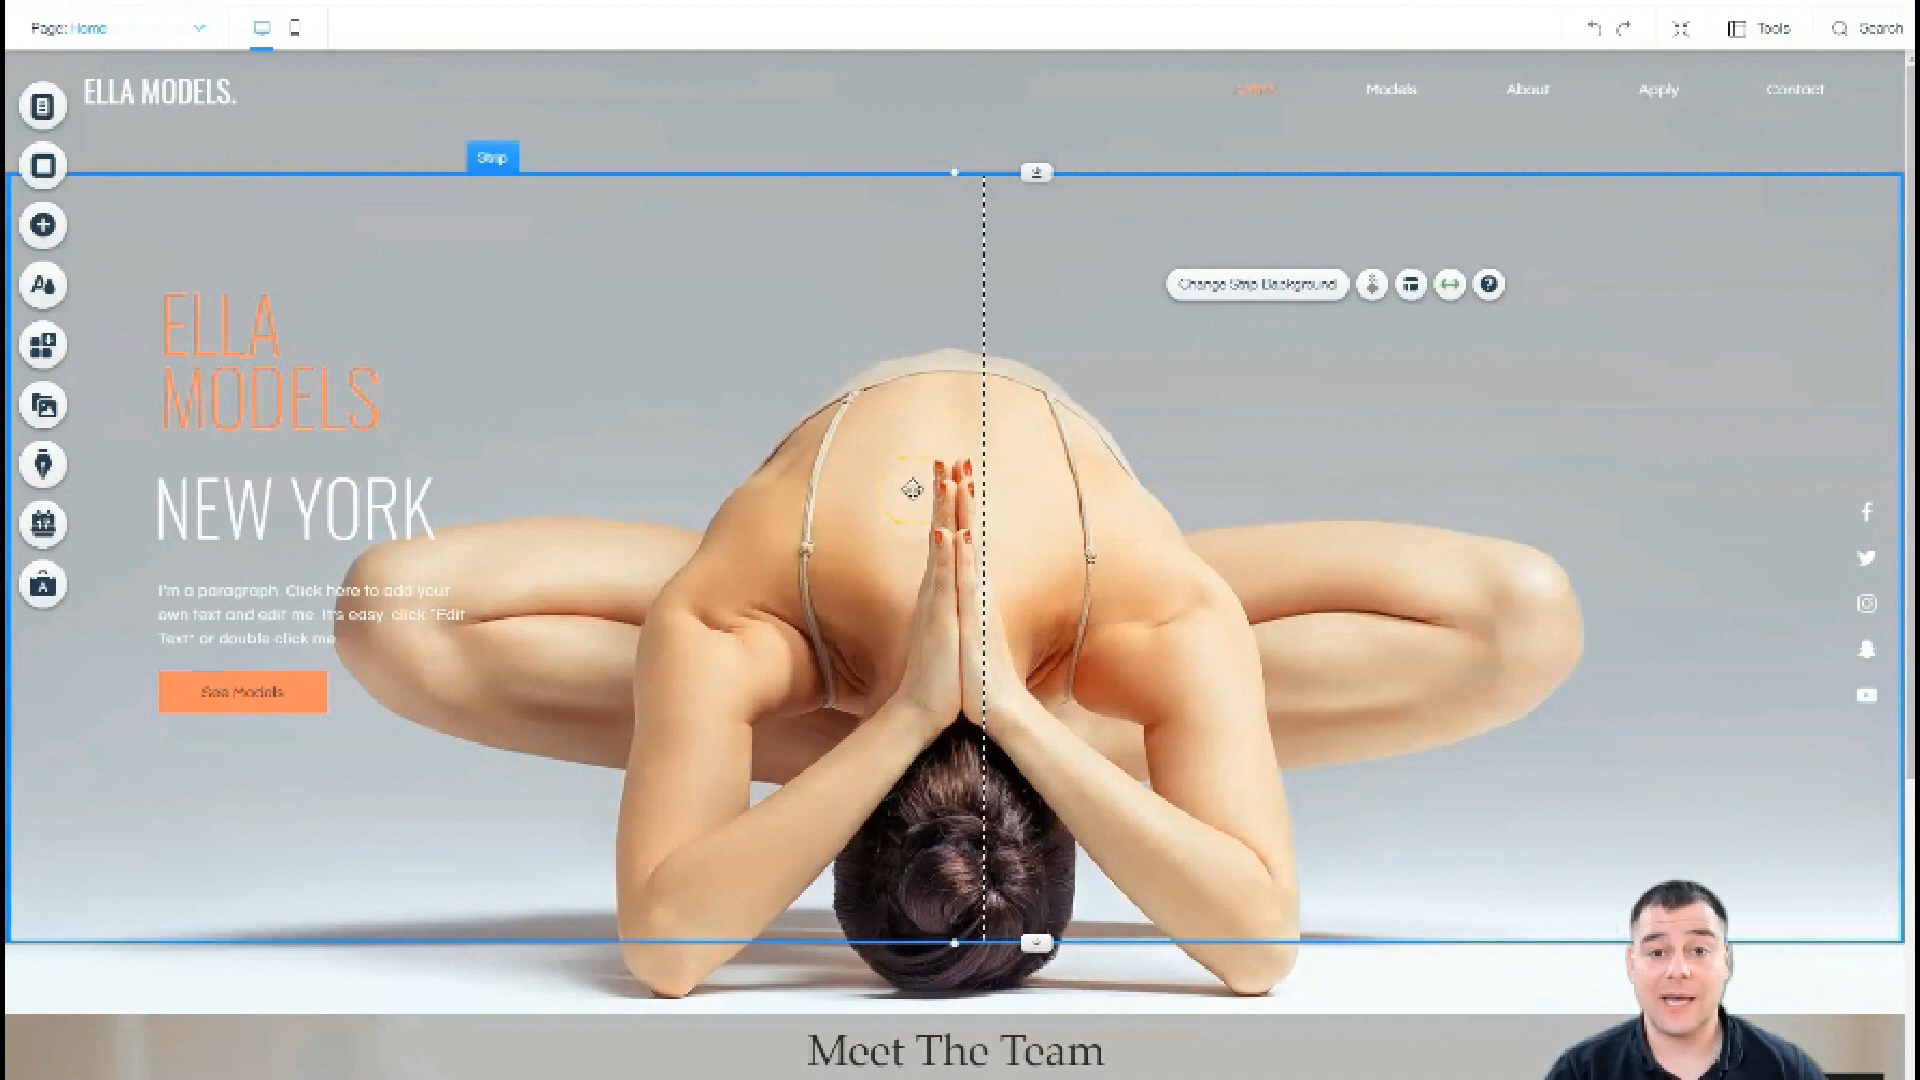 Page: Home
Tools
Search
ELLA MODELS.
Home
Models
About
Apply
Contact
Strip
Change Strip Background
ELLA
MODELS
NEW YORK
I'm a paragraph. Click here to add your
own text and edit me. It's easy. click "Edit
Text" or double click me
See Models
Meet The Team